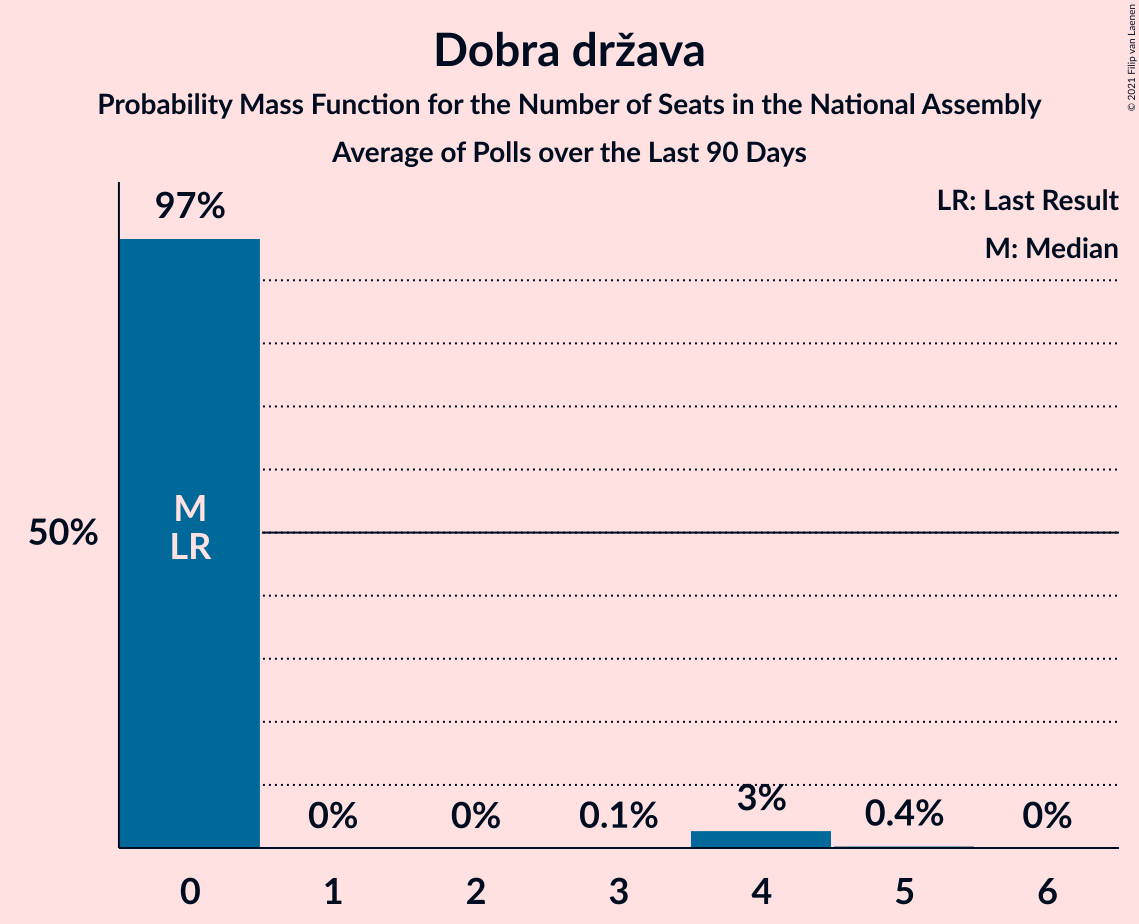 Dobra država
Probability Mass Function for the Number of Seats in the National Assembly
Average of Polls over the Last 90 Days
© 2021 Filip van Laenen
LR: Last Result
M: Median
97%
M
LR
50%
0%
0%
0.1%
3%
0.4%
0%
0
1
2
3
4
5
6